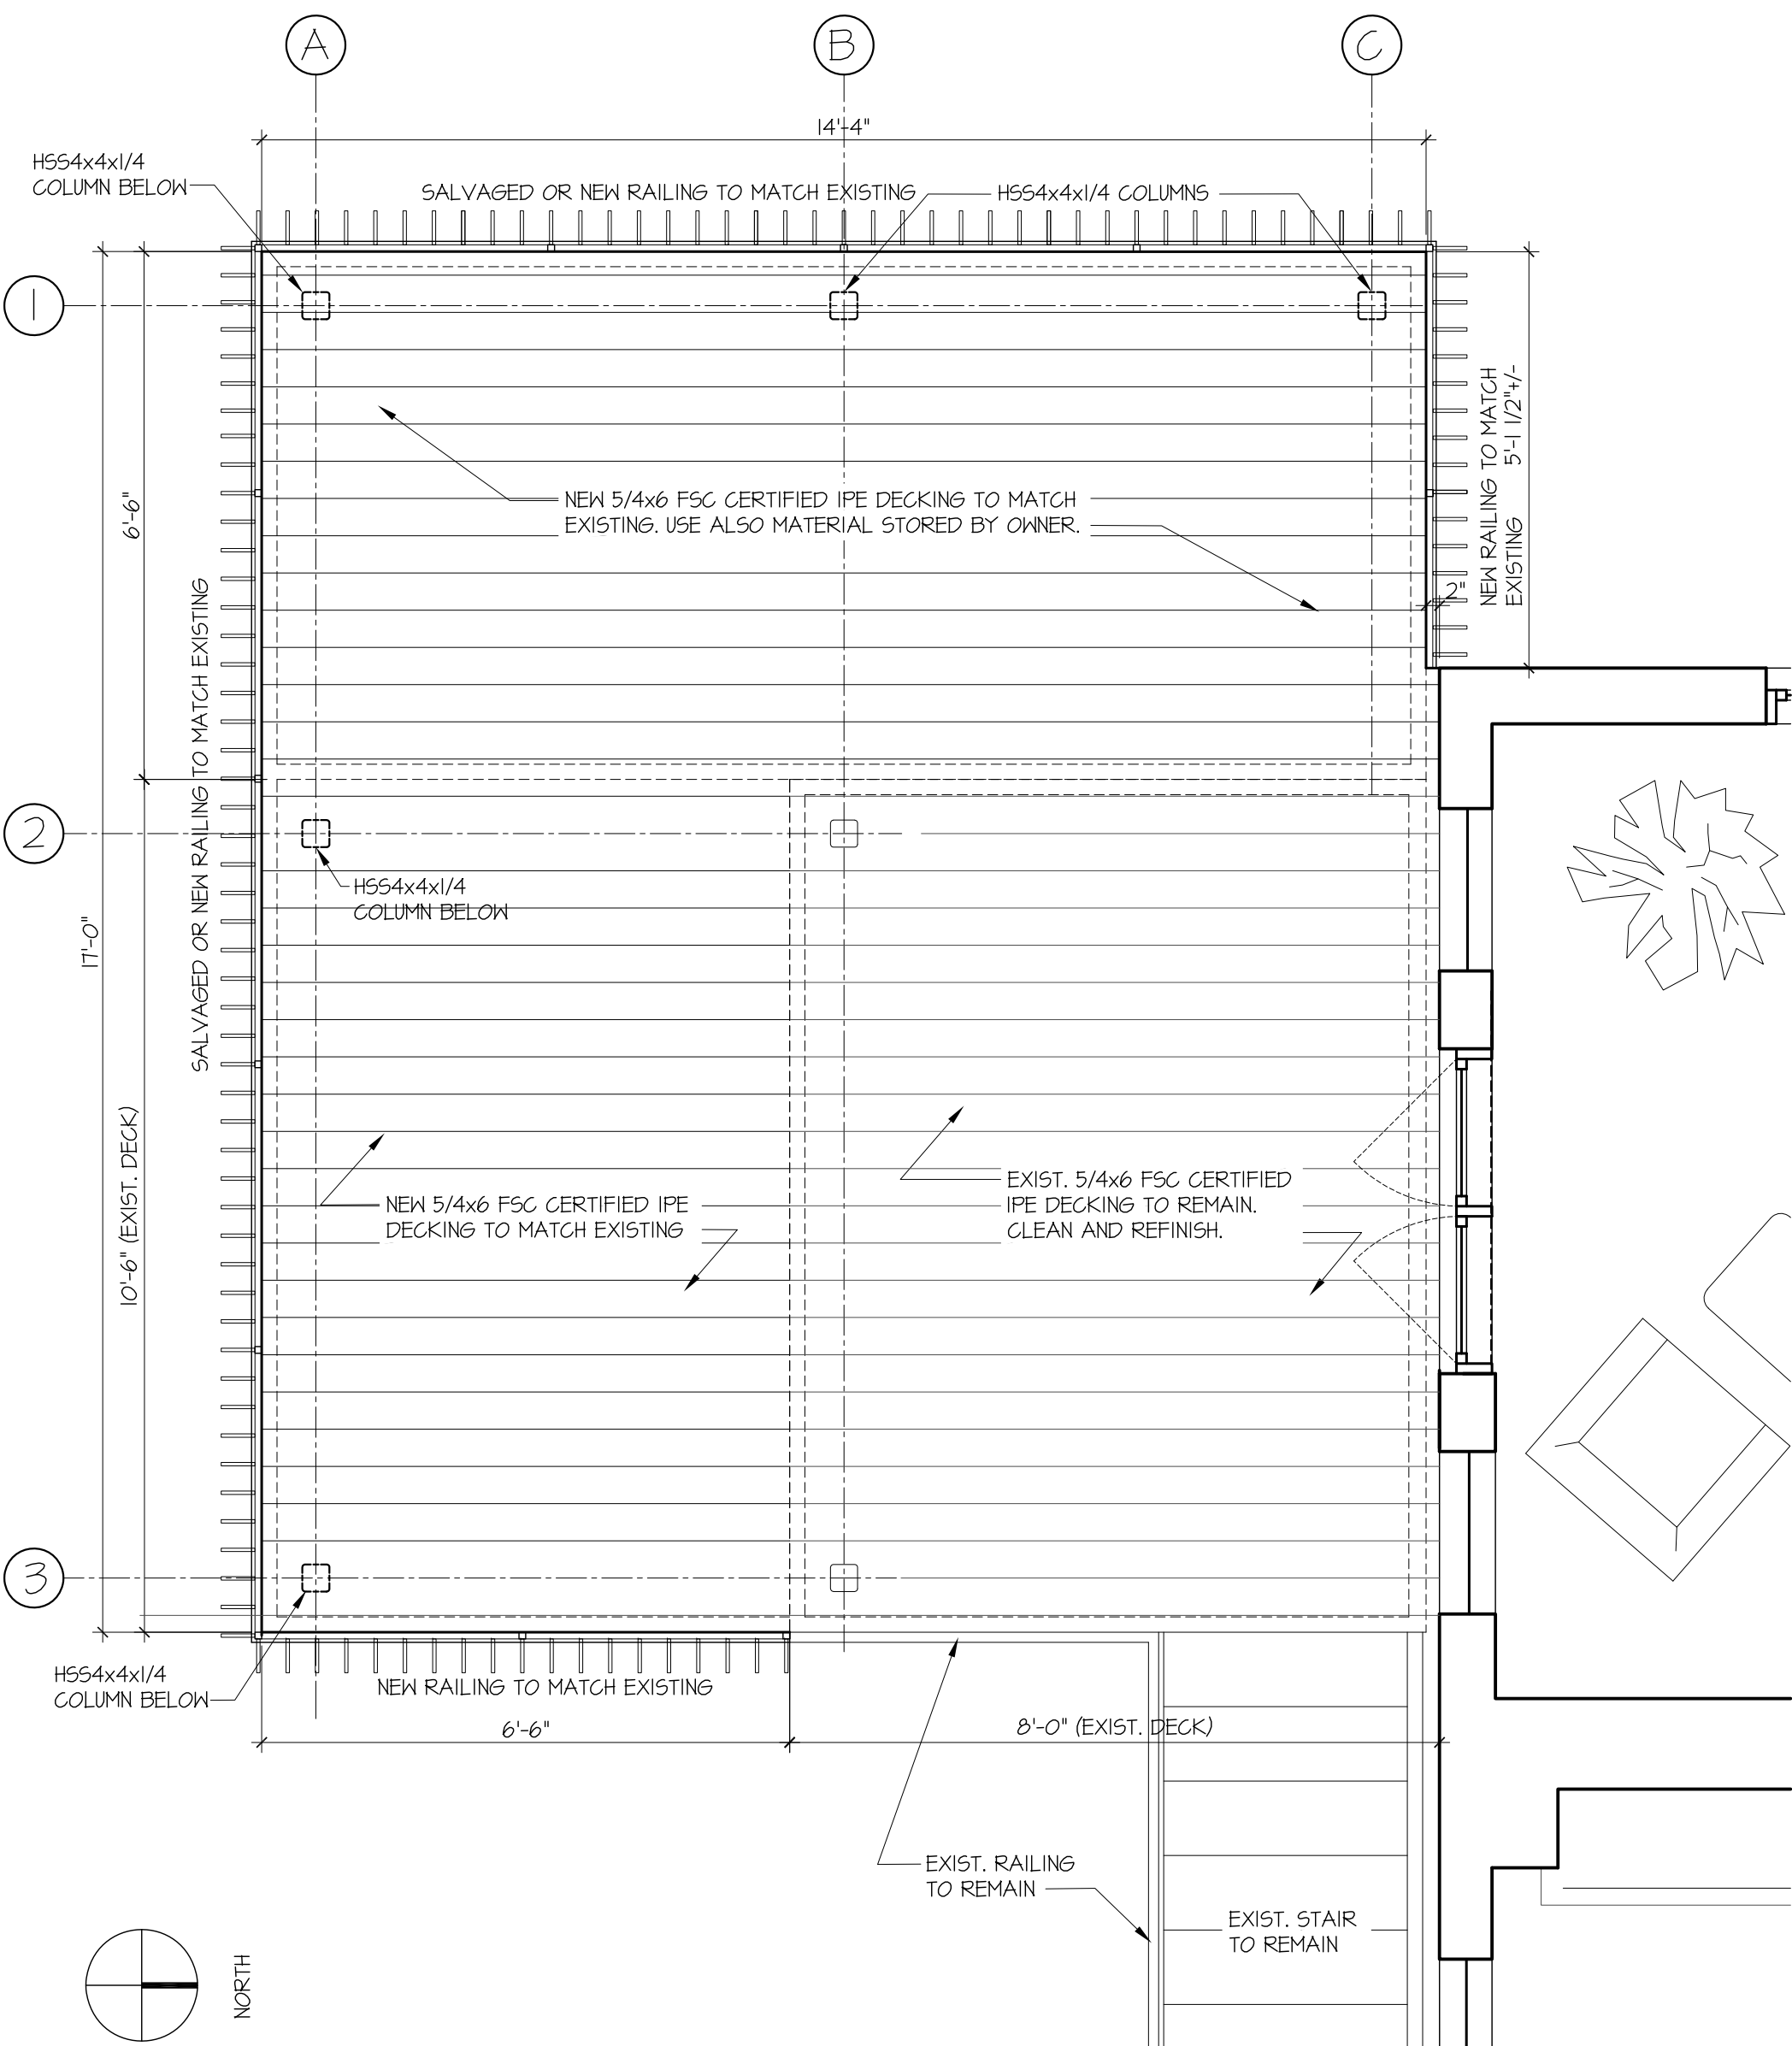 A
B
C
14'-4"
HSS4x4x1/4
COLUMN BELOW
SALVAGED OR NEW RAILING TO MATCH EXISTING
HSS4x4x1/4 COLUMNS
1
NEW RAILING TO MATCH
EXISTING
5'-1 1/2"+/-
6'-6"
NEW 5/4x6 FSC CERTIFIED IPE DECKING TO MATCH
EXISTING. USE ALSO MATERIAL STORED BY OWNER.
2"
SALVAGED OR NEW RAILING TO MATCH EXISTING
2
HSS4x4x1/4
COLUMN BELOW
17'-0"
10'-6" (EXIST. DECK)
NEW 5/4x6 FSC CERTIFIED IPE
DECKING TO MATCH EXISTING
EXIST. 5/4x6 FSC CERTIFIED
IPE DECKING TO REMAIN.
CLEAN AND REFINISH.
3
HSS4x4x1/4
COLUMN BELOW
NEW RAILING TO MATCH EXISTING
6'-6"
8'-0" (EXIST. DECK)
EXIST. RAILING
TO REMAIN
EXIST. STAIR
TO REMAIN
NORTH